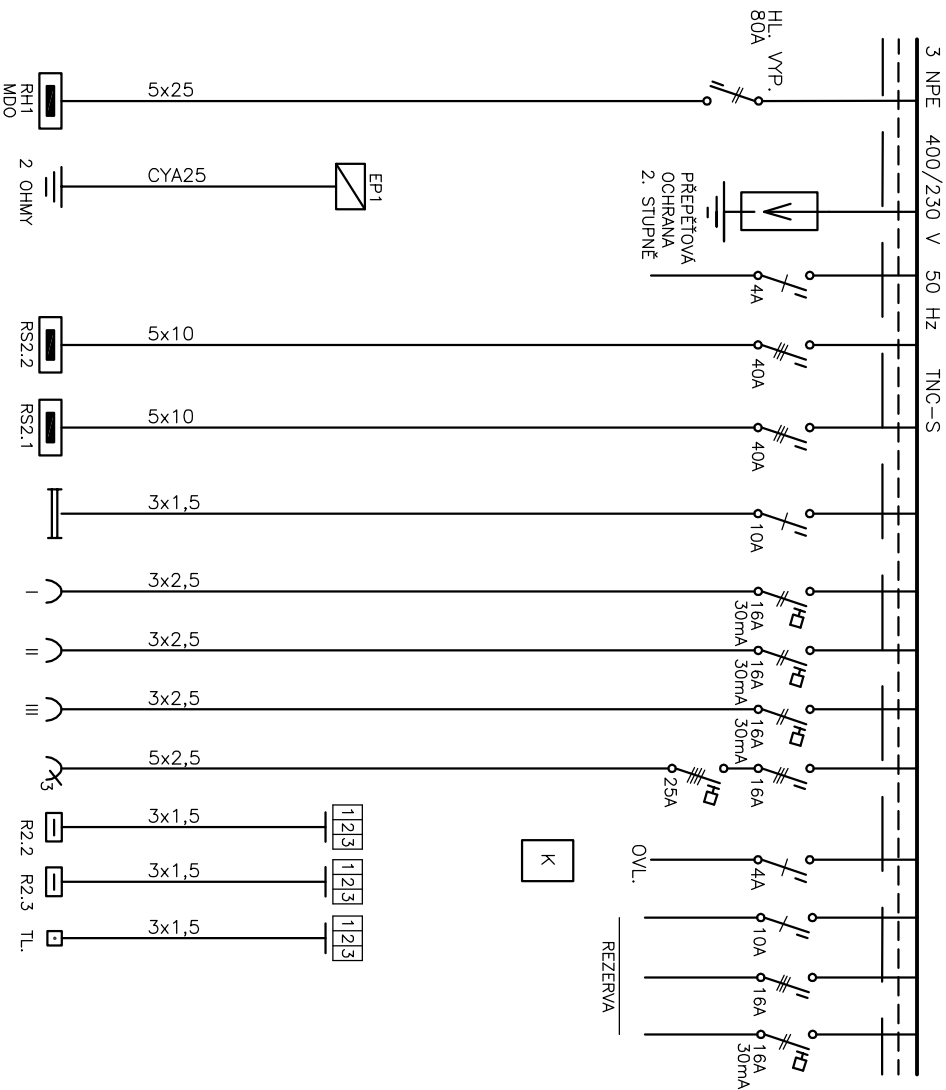 3 NPE 400/230 V 50 Hz TNC-S
HL. VYP.
80A
5x25
RH1
MDO
EP1
CYA25
2 OHMY
PŘEPĚŤOVÁ
OCHRANA
2. STUPNĚ
4A
40A
5x10
RS2.2
40A
5x10
RS2.1
10A
3x1,5
16A
30mA
3x2,5
I
16A
30mA
3x2,5
II
16A
30mA
3x2,5
III
16A
25A
5x2,5
3
1 2 3
3x1,5
R2.2
1 2 3
3x1,5
R2.3
1 2 3
3x1,5
TL.
K
4A
OVL.
10A
16A
16A
30mA
REZERVA